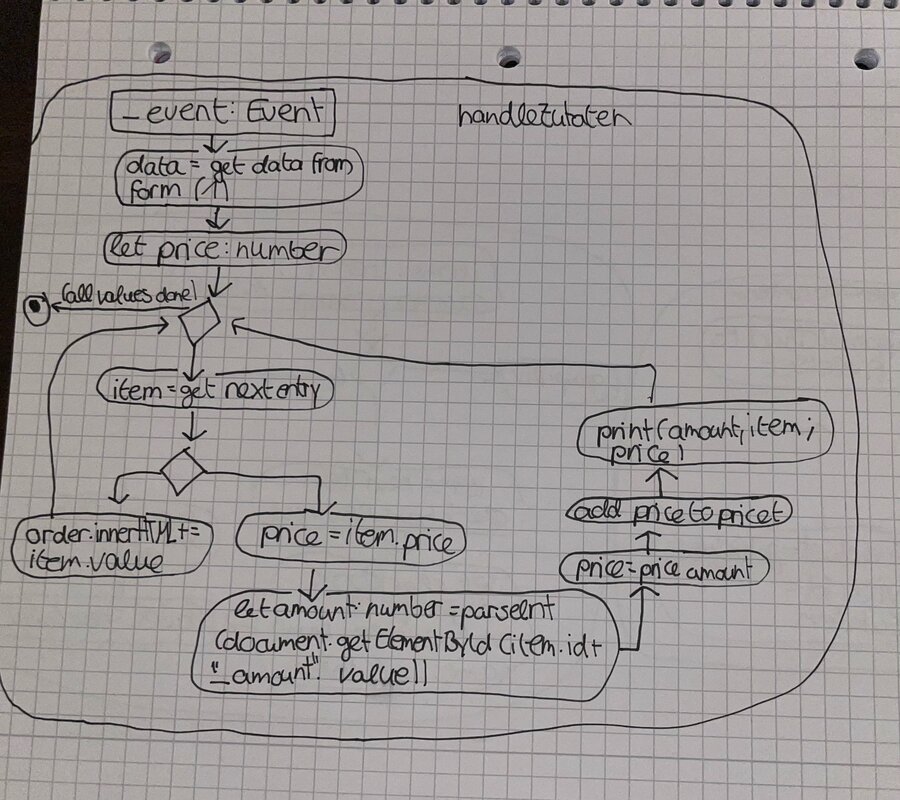 _event: Event
handleZutaten
data = get data from
form ()
let price: number
(all values done)
item = get next entry
order.innerHTML +=
item.value
price = item.price
let amount: number = parseInt
(document.getElementById(item.id+
"_amount".value))
price = price amount
add price to pricet
print(amount; item;
price)